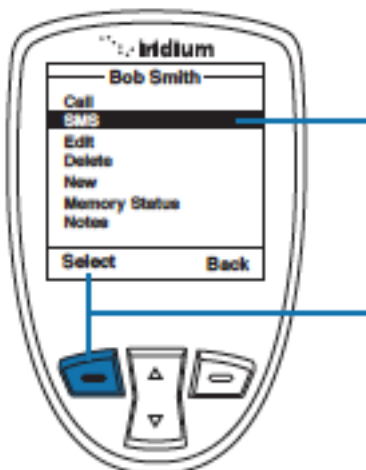 iridium
Bob Smith
Call
SMS
Edit
Delete
New
Memory Status
Notes
Select Back